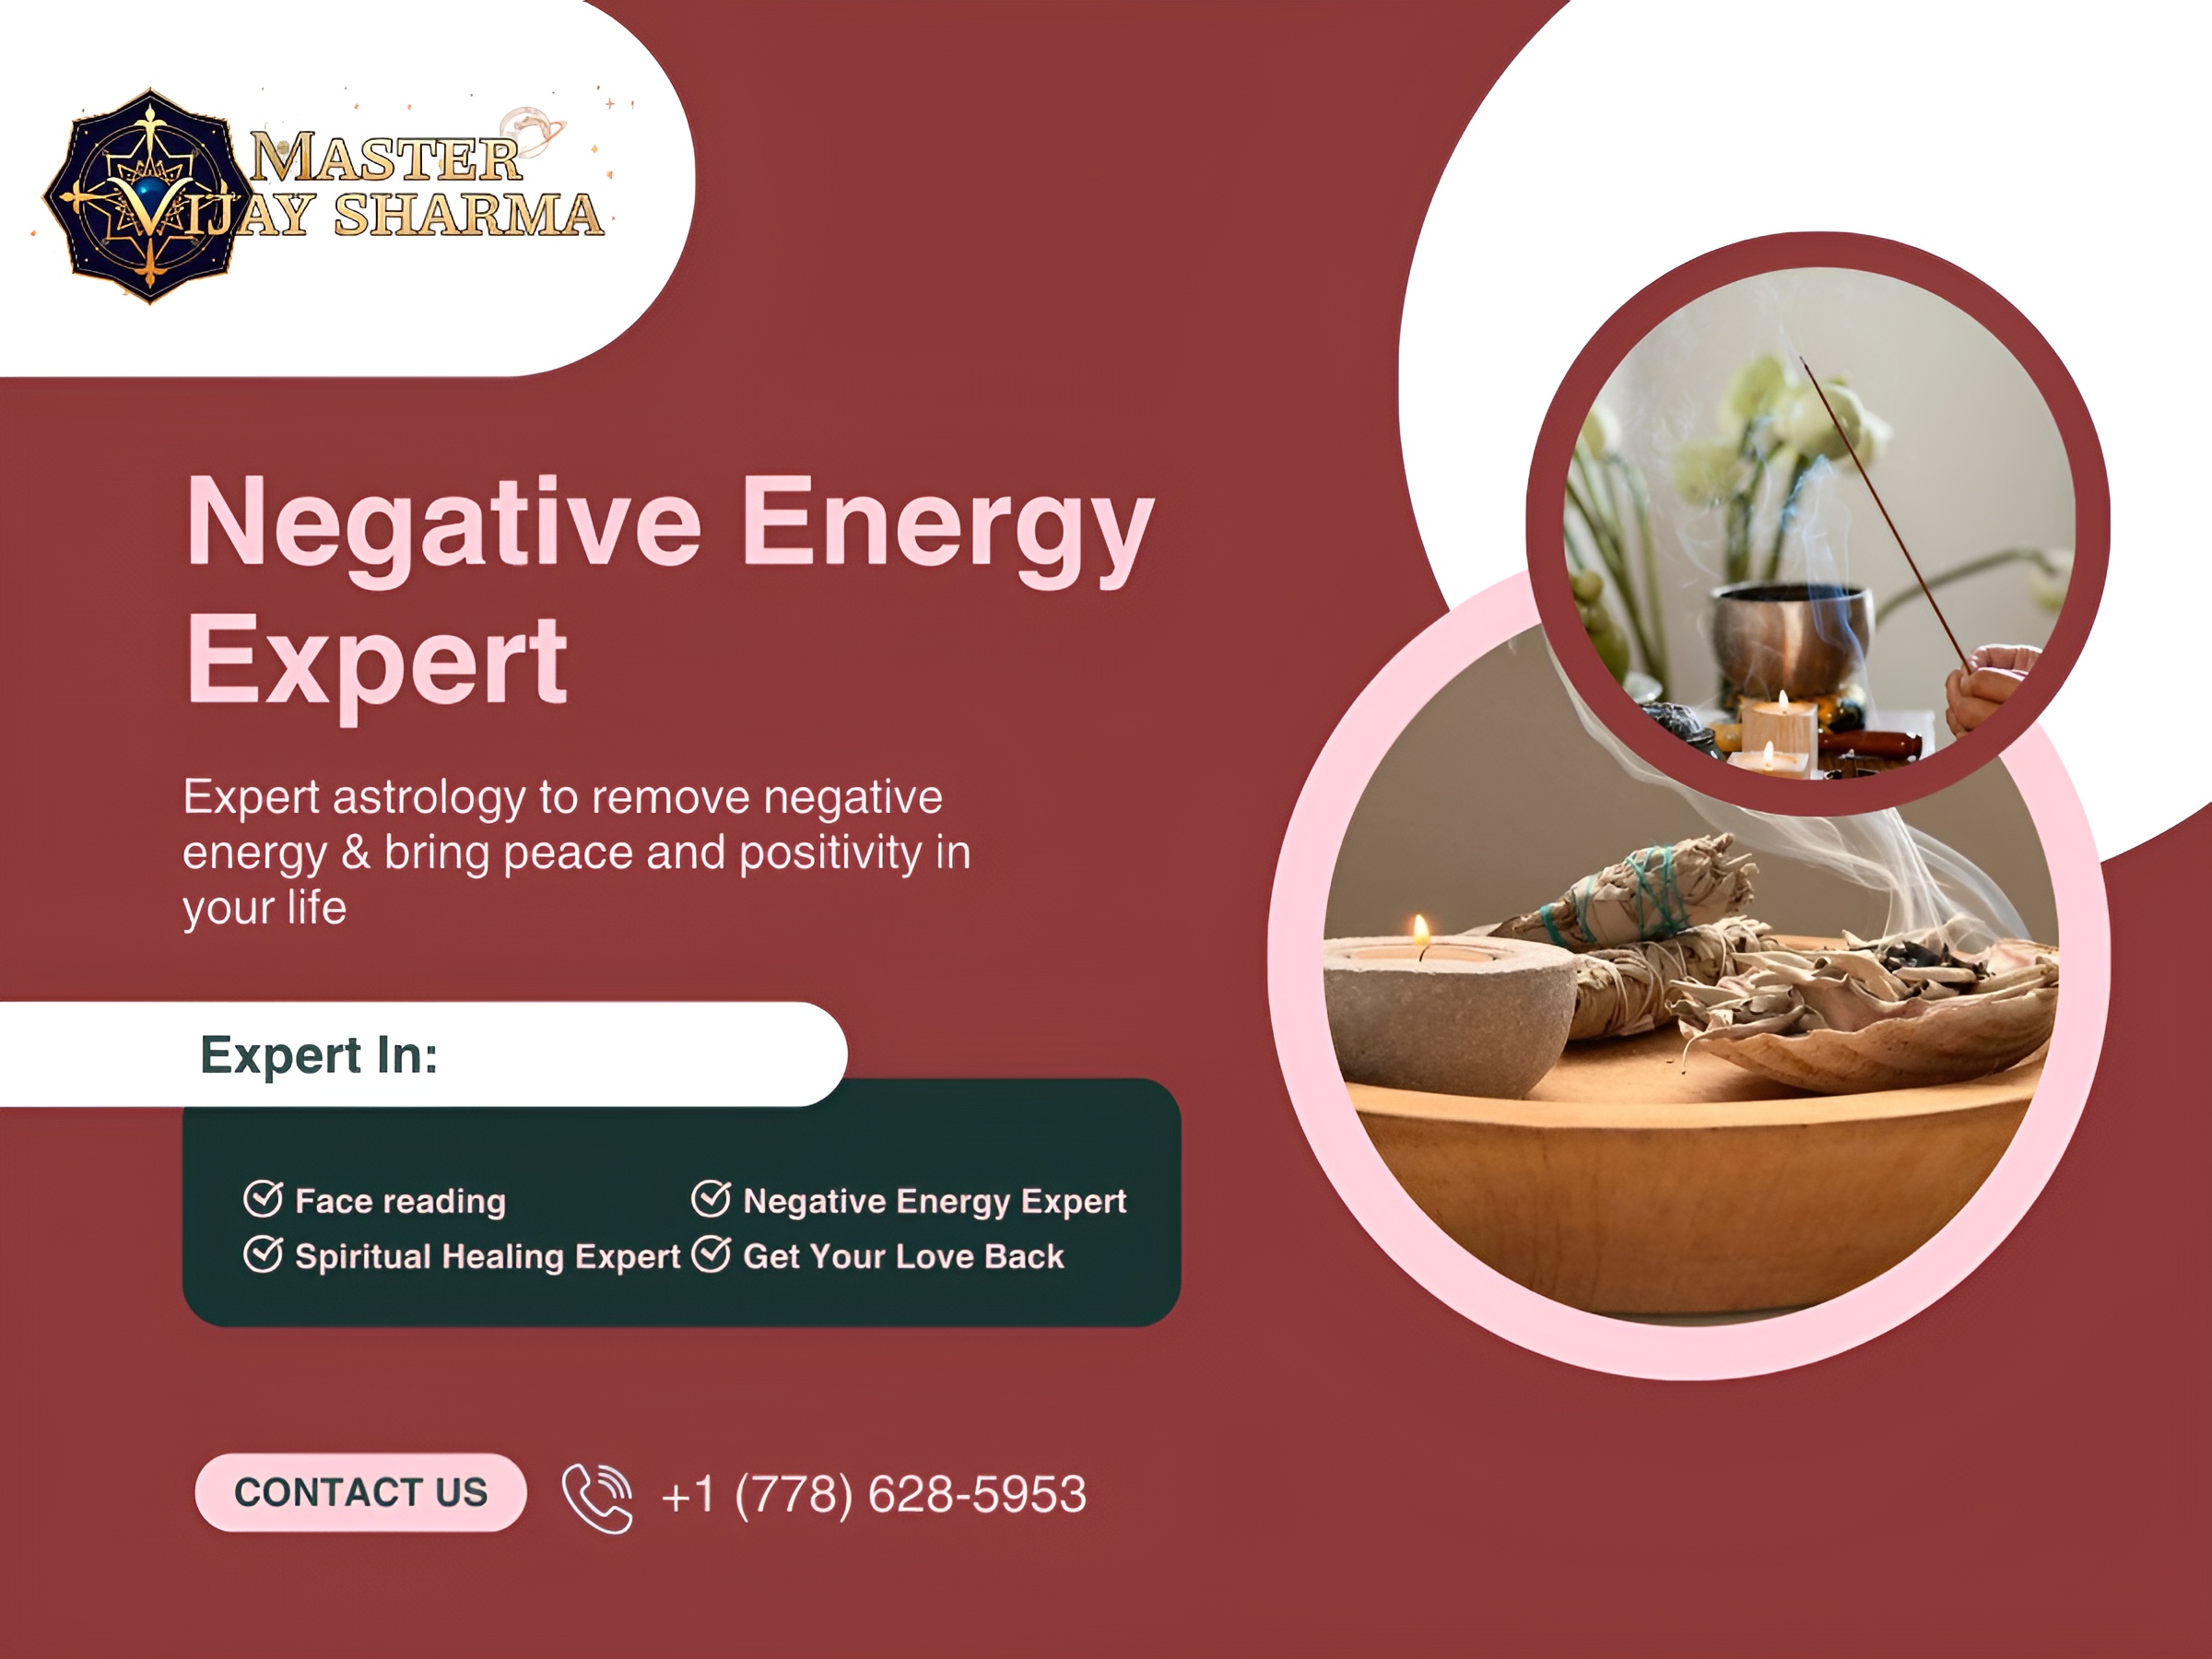 MASTER
VIJAY SHARMA
Negative Energy
Expert
Expert astrology to remove negative
energy & bring peace and positivity in
your life
Expert In:
Face reading
Negative Energy Expert
Spiritual Healing Expert
Get Your Love Back
CONTACT US
+1 (778) 628-5953